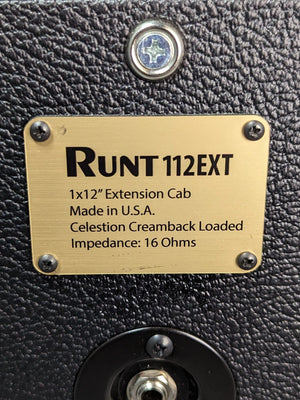 RUNT 112EXT
1x12” Extension Cab
Made in U.S.A.
Celestion Creamback Loaded
Impedance: 16 Ohms